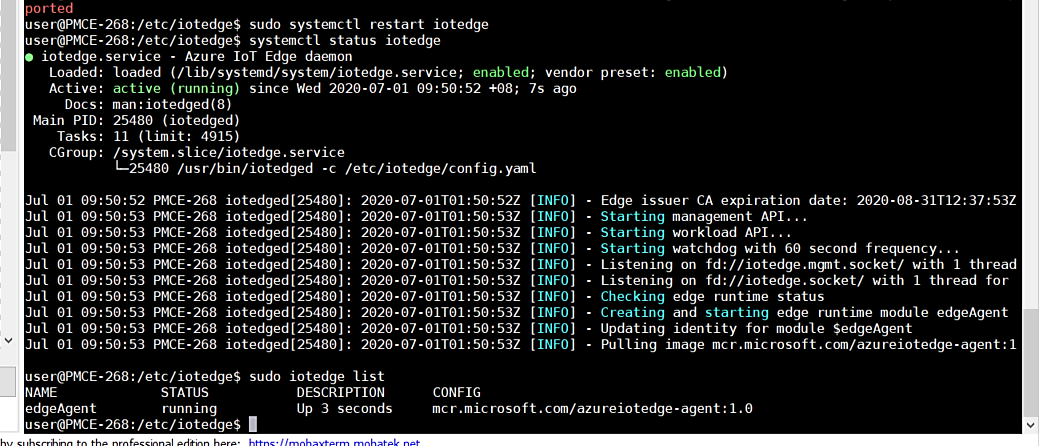 ported
user@PMCE-268:/etc/iotedge$ sudo systemctl restart iotedge
user@PMCE-268:/etc/iotedge$ systemctl status iotedge
● iotedge.service - Azure IoT Edge daemon
   Loaded: loaded (/lib/systemd/system/iotedge.service; enabled; vendor preset: enabled)
   Active: active (running) since Wed 2020-07-01 09:50:52 +08; 7s ago
     Docs: man:iotedged(8)
 Main PID: 25480 (iotedged)
    Tasks: 11 (limit: 4915)
   CGroup: /system.slice/iotedge.service
           └─25480 /usr/bin/iotedged -c /etc/iotedge/config.yaml
Jul 01 09:50:52 PMCE-268 iotedged[25480]: 2020-07-01T01:50:52Z [INFO] - Edge issuer CA expiration date: 2020-08-31T12:37:53Z
Jul 01 09:50:53 PMCE-268 iotedged[25480]: 2020-07-01T01:50:53Z [INFO] - Starting management API...
Jul 01 09:50:53 PMCE-268 iotedged[25480]: 2020-07-01T01:50:53Z [INFO] - Starting workload API...
Jul 01 09:50:53 PMCE-268 iotedged[25480]: 2020-07-01T01:50:53Z [INFO] - Starting watchdog with 60 second frequency...
Jul 01 09:50:53 PMCE-268 iotedged[25480]: 2020-07-01T01:50:53Z [INFO] - Listening on fd://iotedge.mgmt.socket/ with 1 thread
Jul 01 09:50:53 PMCE-268 iotedged[25480]: 2020-07-01T01:50:53Z [INFO] - Listening on fd://iotedge.socket/ with 1 thread for
Jul 01 09:50:53 PMCE-268 iotedged[25480]: 2020-07-01T01:50:53Z [INFO] - Checking edge runtime status
Jul 01 09:50:53 PMCE-268 iotedged[25480]: 2020-07-01T01:50:53Z [INFO] - Creating and starting edge runtime module edgeAgent
Jul 01 09:50:53 PMCE-268 iotedged[25480]: 2020-07-01T01:50:53Z [INFO] - Updating identity for module $edgeAgent
Jul 01 09:50:53 PMCE-268 iotedged[25480]: 2020-07-01T01:50:53Z [INFO] - Pulling image mcr.microsoft.com/azureiotedge-agent:1
user@PMCE-268:/etc/iotedge$ sudo iotedge list
NAME             STATUS           DESCRIPTION      CONFIG
edgeAgent        running          Up 3 seconds     mcr.microsoft.com/azureiotedge-agent:1.0
user@PMCE-268:/etc/iotedge$
by subscribing to the professional edition here: https://mobaxterm.mobatek.net